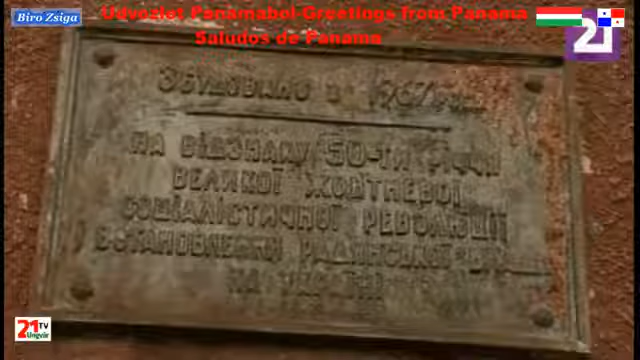 Biro Zsiga
Udvozlet Panamabol-Greetings from Panama
Saludos de Panama
21
Збудовано в 1967
НА ВІДЗНАКУ 50-ТИ РІЧЧЯ
ВЕЛИКОЇ ЖОВТНЕВОЇ
СОЦІАЛІСТИЧНОЇ РЕВОЛЮЦІЇ
ВСТАНОВЛЕННЯ РАДЯНСЬКОЇ
НА
21 TV
Ungvár